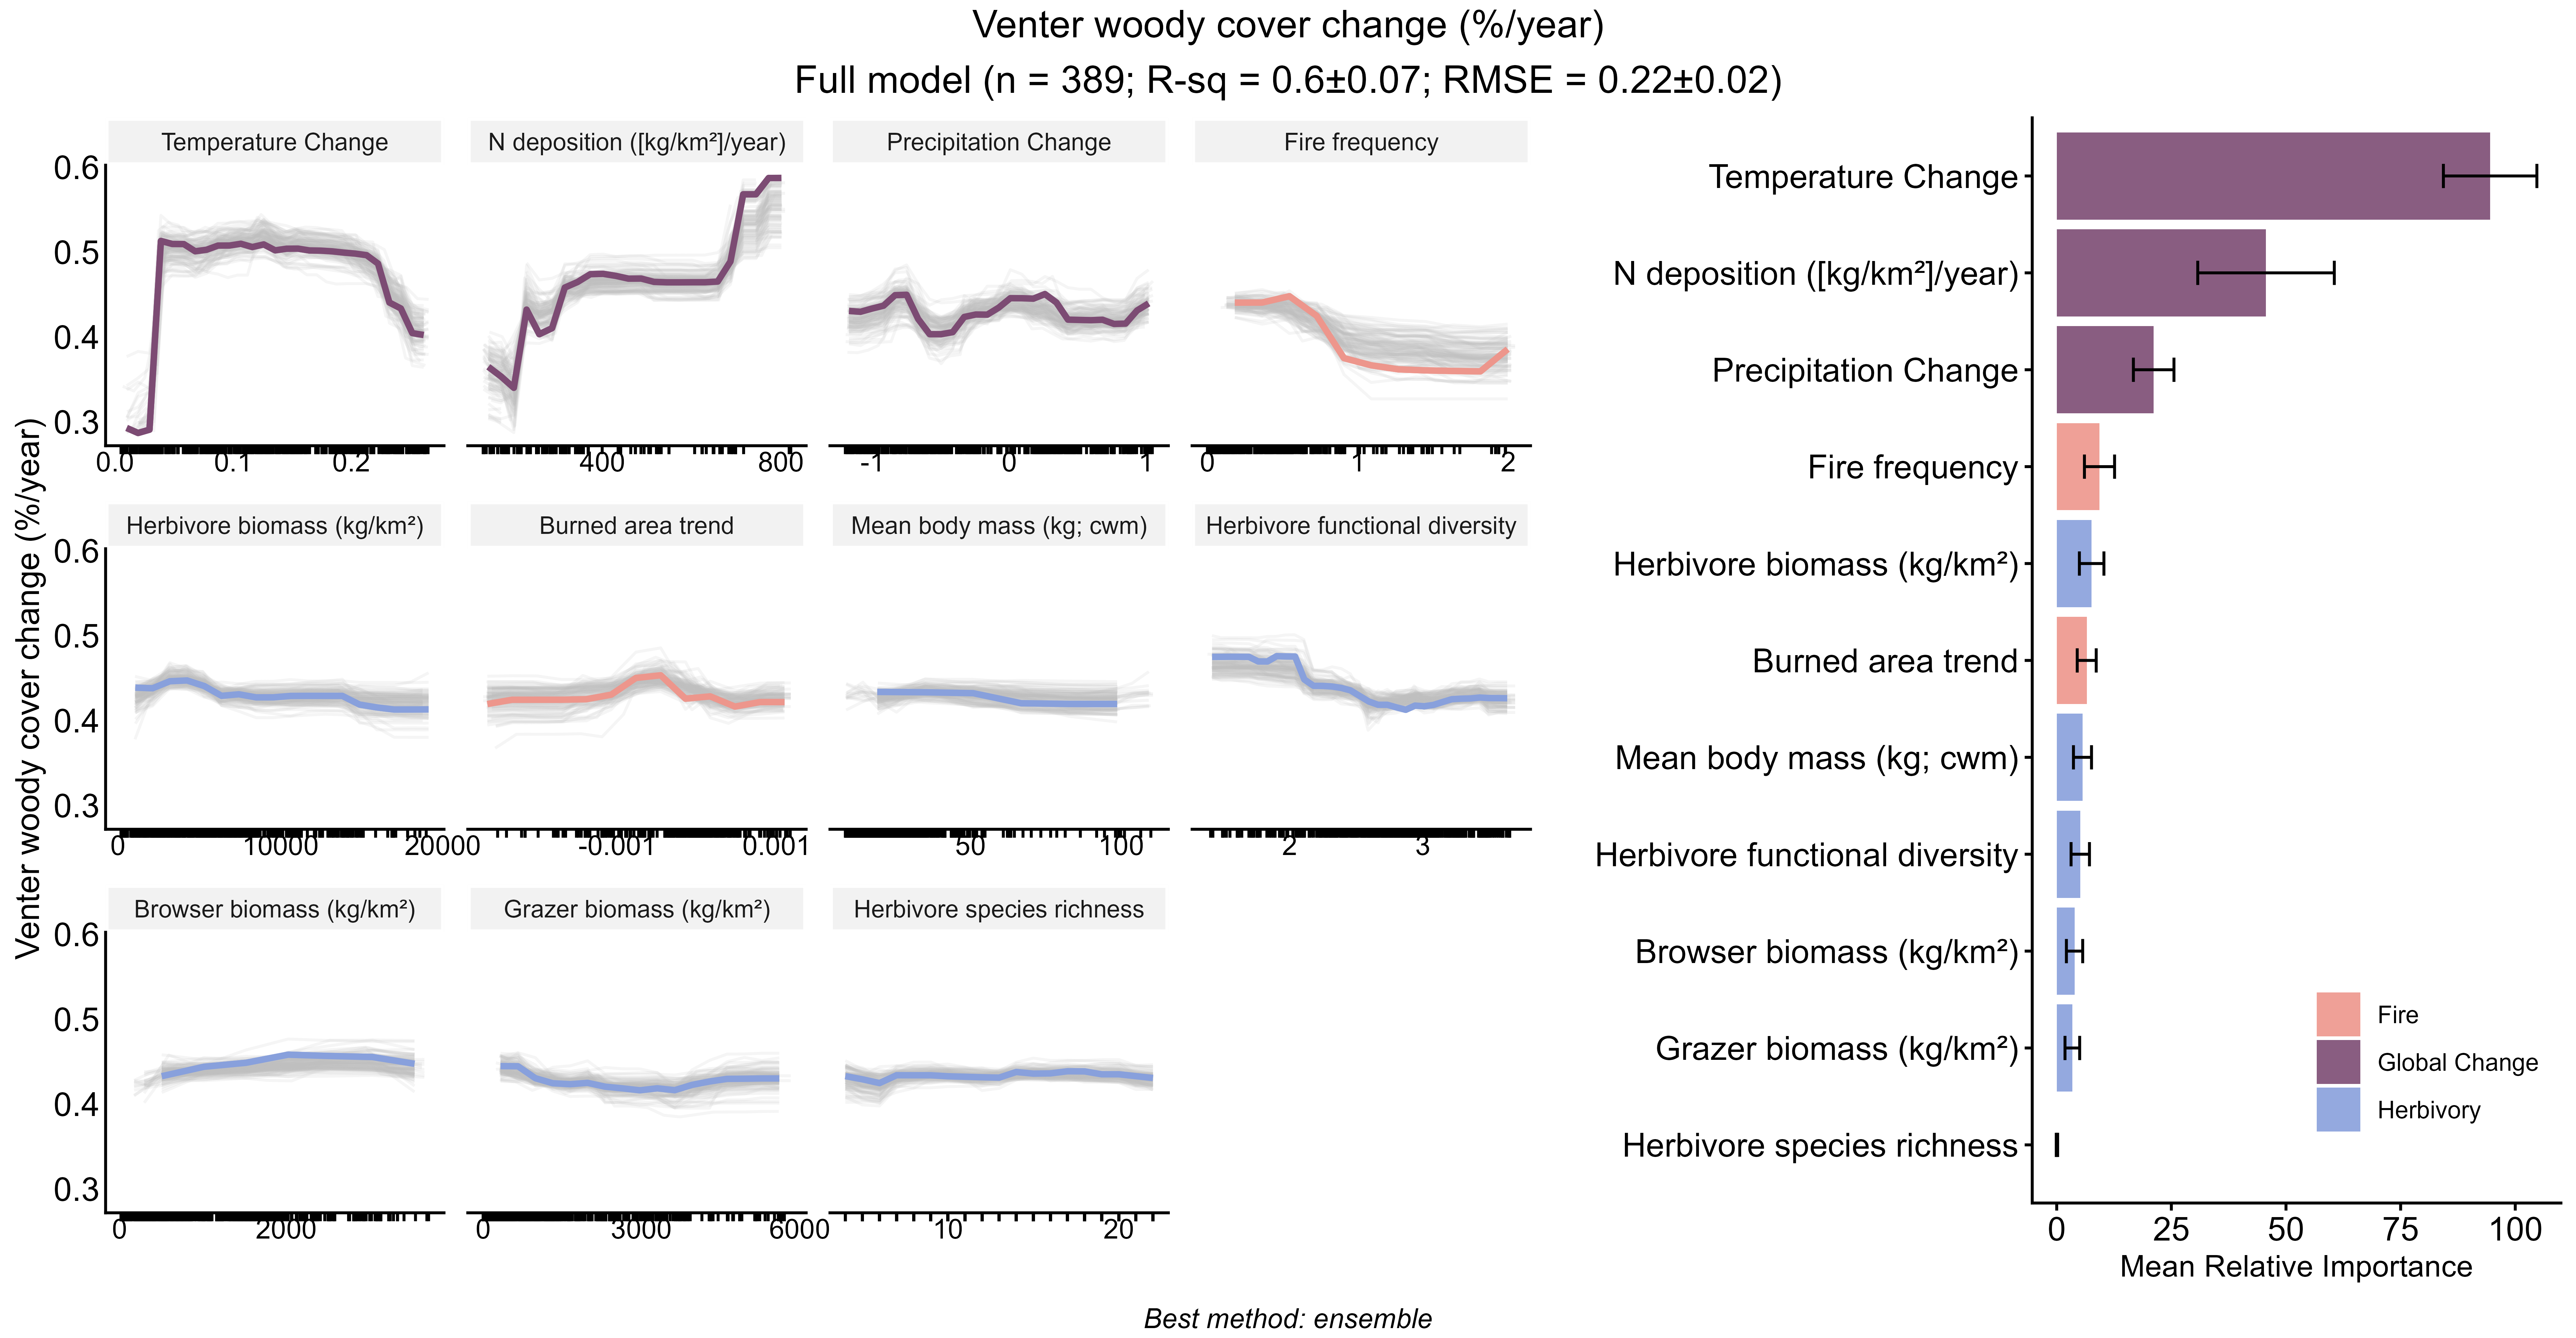 Venter woody cover change (%/year)
Full model (n = 389; R-sq = 0.6±0.07; RMSE = 0.22±0.02)
Venter woody cover change (%/year)
Temperature Change
N deposition ([kg/km²]/year)
Precipitation Change
Fire frequency
0.6
0.5
0.4
0.3
0.0 0.1 0.2
400 800
-1 0 1
0 1 2
Herbivore biomass (kg/km²)
Burned area trend
Mean body mass (kg; cwm)
Herbivore functional diversity
0.6
0.5
0.4
0.3
0 10000 20000
-0.001 0.001
50 100
2 3
Browser biomass (kg/km²)
Grazer biomass (kg/km²)
Herbivore species richness
0.6
0.5
0.4
0.3
0 2000
0 3000 6000
10 20
Temperature Change
N deposition ([kg/km²]/year)
Precipitation Change
Fire frequency
Herbivore biomass (kg/km²)
Burned area trend
Mean body mass (kg; cwm)
Herbivore functional diversity
Browser biomass (kg/km²)
Grazer biomass (kg/km²)
Herbivore species richness
Fire
Global Change
Herbivory
0 25 50 75 100
Mean Relative Importance
Best method: ensemble